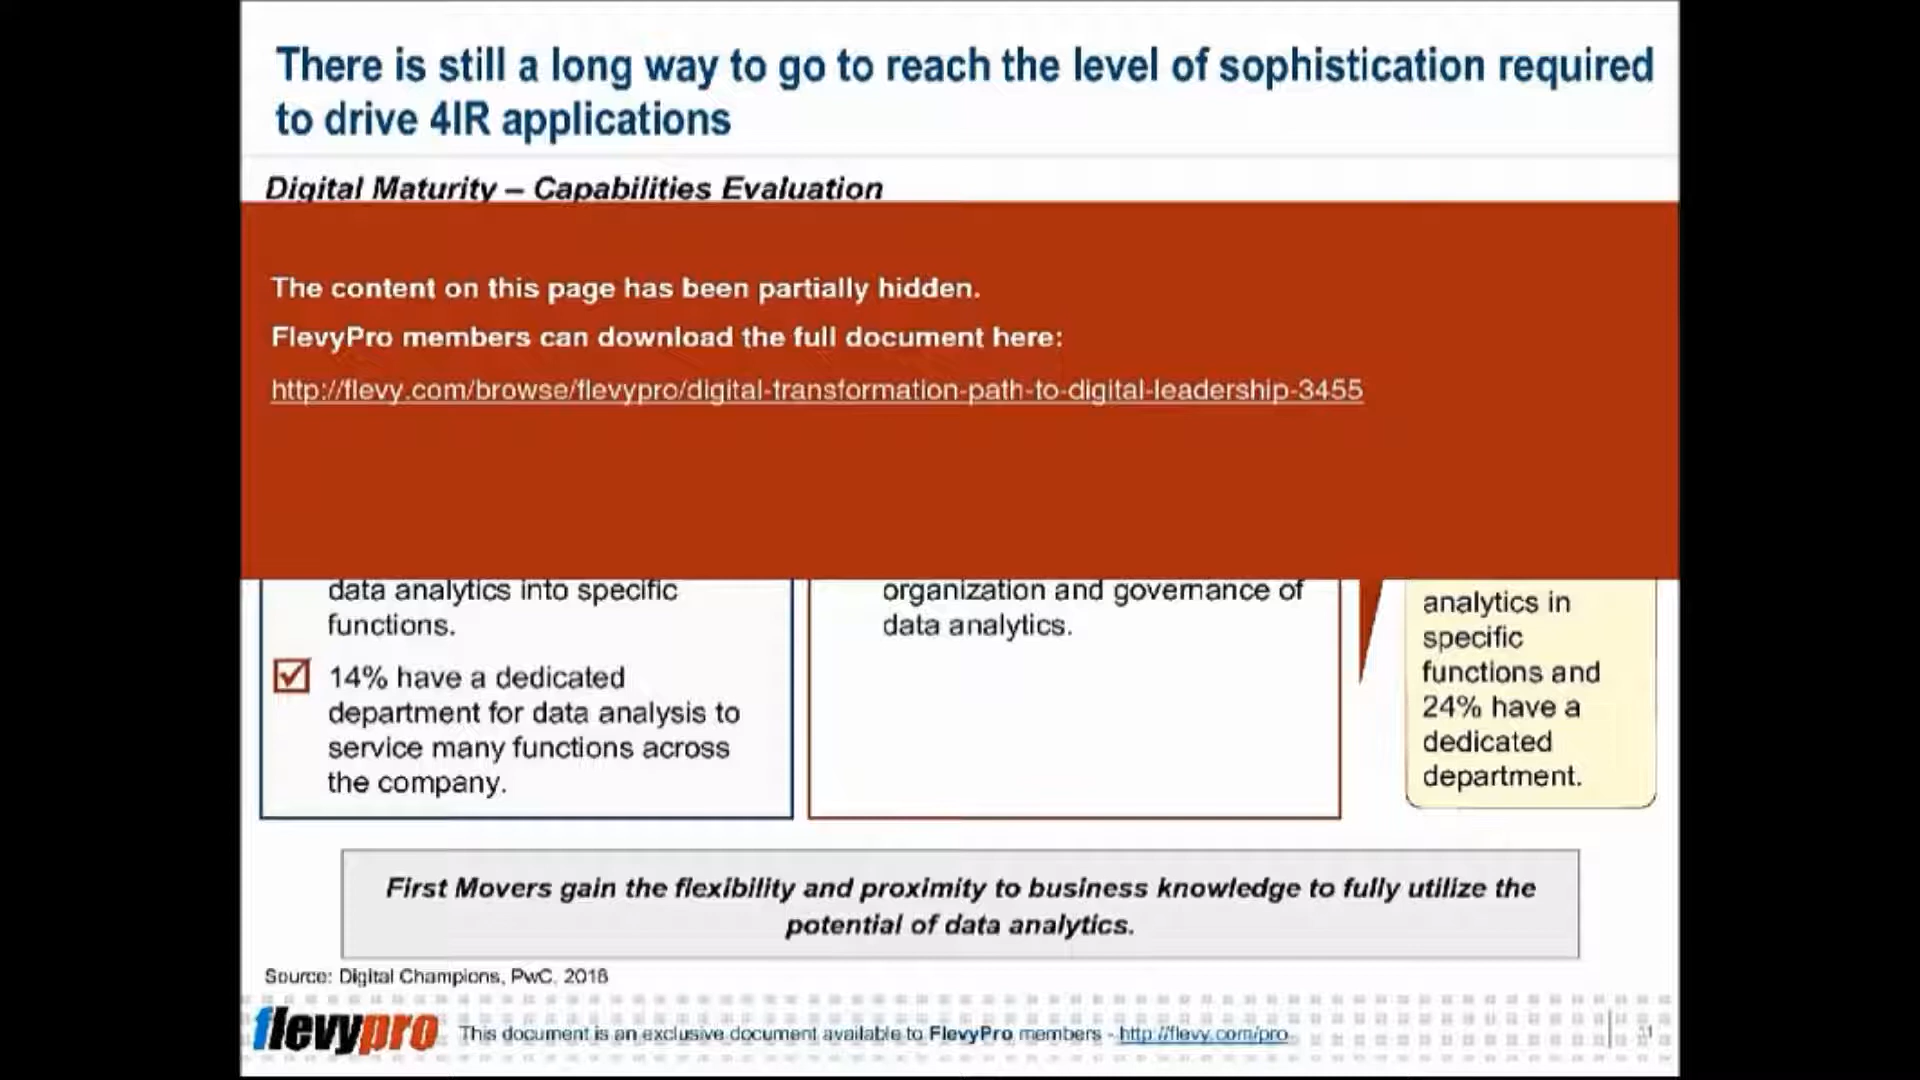 There is still a long way to go to reach the level of sophistication required
to drive 4IR applications
Digital Maturity – Capabilities Evaluation
The content on this page has been partially hidden.
FlevyPro members can download the full document here:
http://flevy.com/browse/flevypro/digital-transformation-path-to-digital-leadership-3455
data analytics into specific
functions.
14% have a dedicated
department for data analysis to
service many functions across
the company.
organization and governance of
data analytics.
analytics in
specific
functions and
24% have a
dedicated
department.
First Movers gain the flexibility and proximity to business knowledge to fully utilize the
potential of data analytics.
Source: Digital Champions, PwC, 2018
flevypro
This document is an exclusive document available to FlevyPro members - http://flevy.com/pro